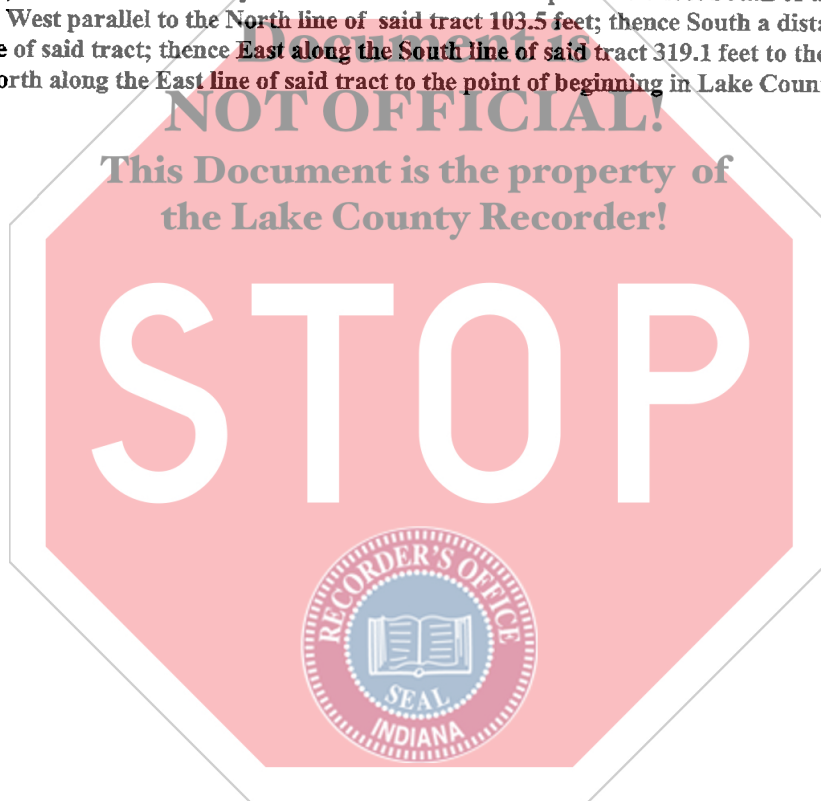 West parallel to the North line of said tract 103.5 feet; thence South a dista
Document is
e of said tract; thence East along the South line of said tract 319.1 feet to the
orth along the East line of said tract to the point of beginning in Lake Coun
NOT OFFICIAL!
This Document is the property of
the Lake County Recorder!
STOP
RECORDER'S OFFICE
SEAL
INDIANA